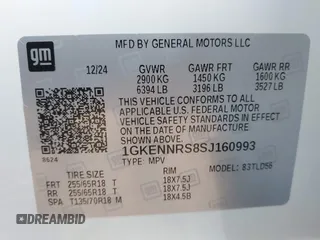 gm
MFD BY GENERAL MOTORS LLC
12/24 GVWR GAWR FRT GAWR RR
2900 KG 1450 KG 1600 KG
6394 LB 3196 LB 3527 LB
THIS VEHICLE CONFORMS TO ALL APPLICABLE
U.S. FEDERAL MOTOR
VEHICLE SAFETY STANDARDS
IN EFFECT ON THE DATE OF
MANUFACTURE SHOWN ABOVE.
1GKENNRS8SJ160993
8624 TYPE: MPV
TIRE SIZE RIM
FRT 255/65R18 T 18X7.5J
RR 255/65R18 T 18X7.5J
SPA T135/70R18 M 18X4.5B
DREAMBID